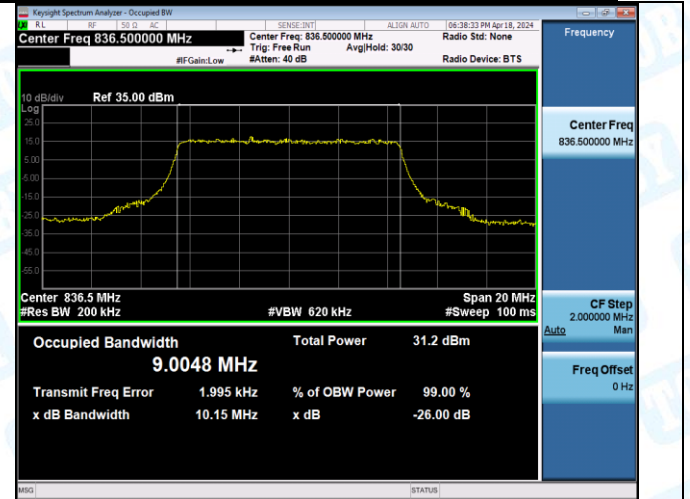 Keysight Spectrum Analyzer - Occupied BW
RL RF 50 Ω AC SENSE:INT ALIGN AUTO 06:38:33 PM Apr 18, 2024
Center Freq 836.500000 MHz
Center Freq: 836.500000 MHz Radio Std: None
Trig: Free Run Avg|Hold: 30/30
#IFGain:Low #Atten: 40 dB Radio Device: BTS
Frequency
10 dB/div Ref 35.00 dBm
Log
25.0
15.0
5.00
-5.00
-15.0
-25.0
-35.0
-45.0
-55.0
Center 836.5 MHz Span 20 MHz
#Res BW 200 kHz #VBW 620 kHz #Sweep 100 ms
Center Freq
836.500000 MHz
CF Step
2.000000 MHz
Auto Man
Freq Offset
0 Hz
Occupied Bandwidth Total Power 31.2 dBm
9.0048 MHz
Transmit Freq Error 1.995 kHz % of OBW Power 99.00 %
x dB Bandwidth 10.15 MHz x dB -26.00 dB
MSG STATUS